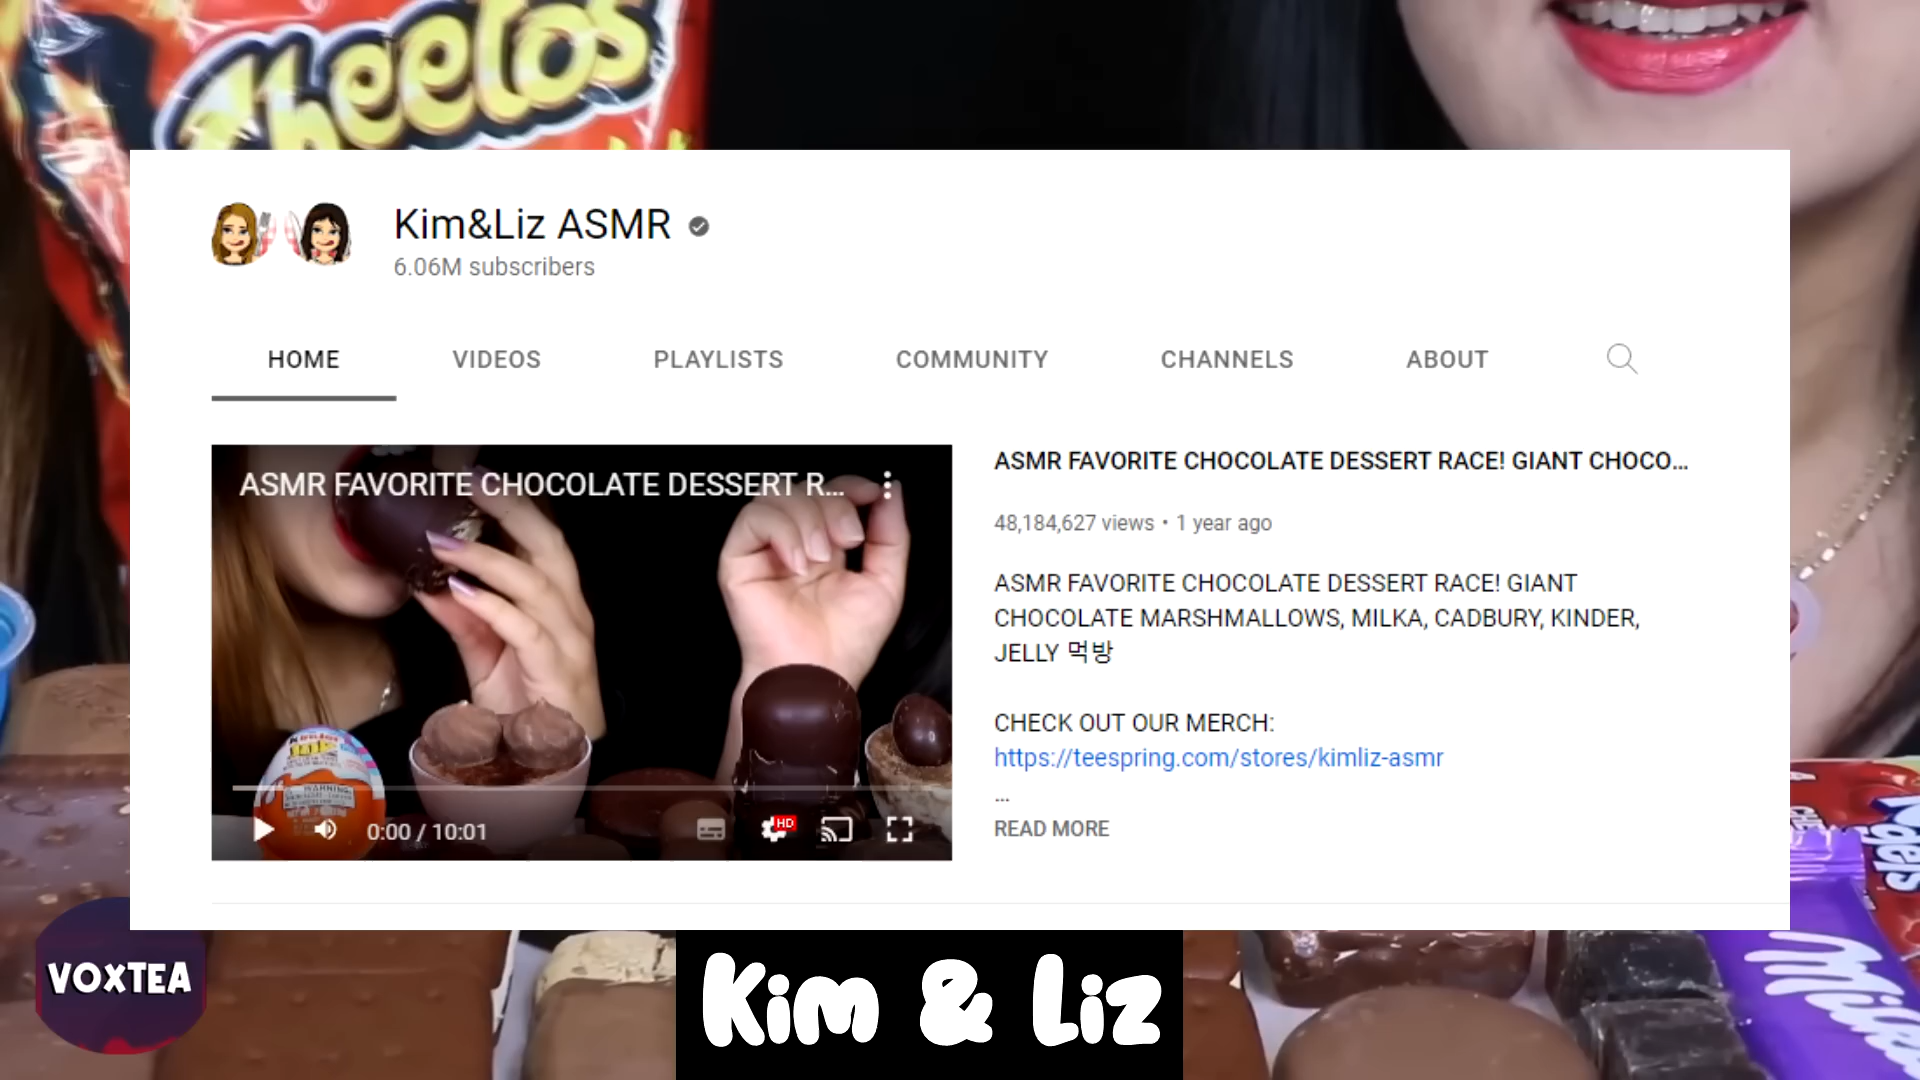 Cheetos
Kim&Liz ASMR
6.06M subscribers
HOME VIDEOS PLAYLISTS COMMUNITY CHANNELS ABOUT
ASMR FAVORITE CHOCOLATE DESSERT R...
ASMR FAVORITE CHOCOLATE DESSERT RACE! GIANT CHOCO...
48,184,627 views • 1 year ago
ASMR FAVORITE CHOCOLATE DESSERT RACE! GIANT
CHOCOLATE MARSHMALLOWS, MILKA, CADBURY, KINDER,
JELLY 먹방
CHECK OUT OUR MERCH:
https://teespring.com/stores/kimliz-asmr
...
READ MORE
WARNING
HD
0:00 / 10:01
VOXTEA
Kim & Liz